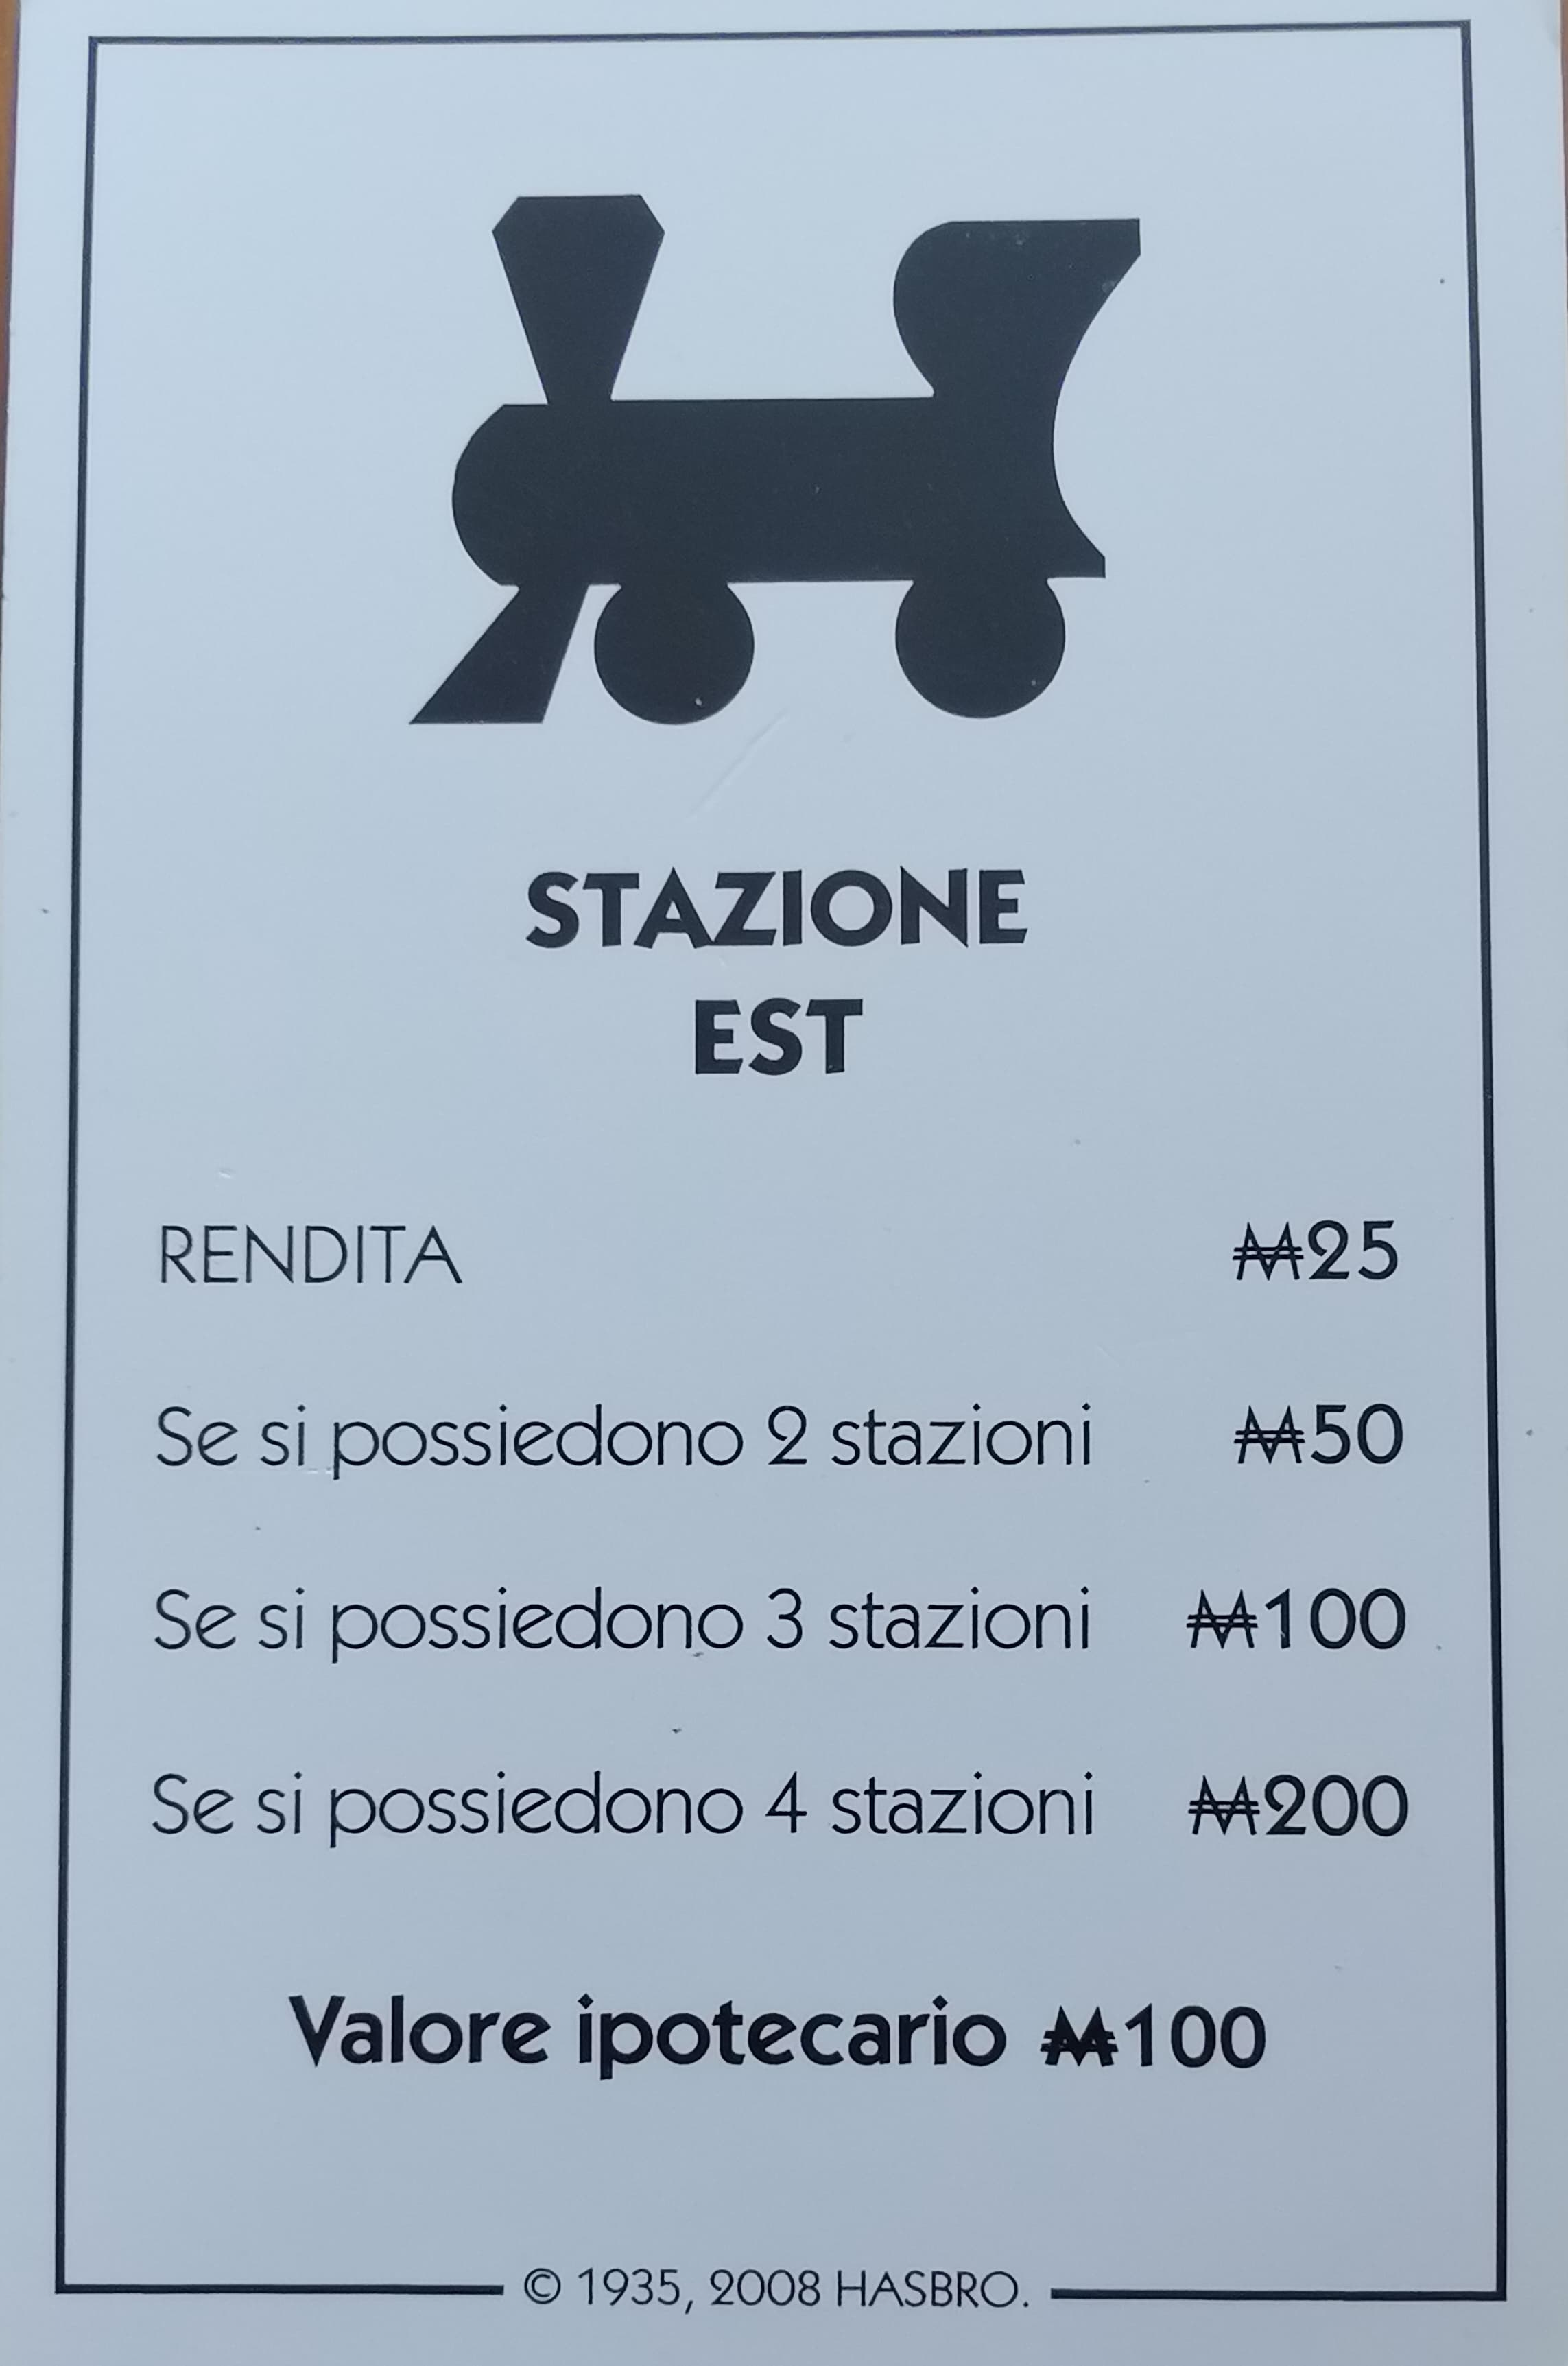 STAZIONE
EST
RENDITA ₩25
Se si possiedono 2 stazioni ₩50
Se si possiedono 3 stazioni ₩100
Se si possiedono 4 stazioni ₩200
Valore ipotecario ₩100
© 1935, 2008 HASBRO.